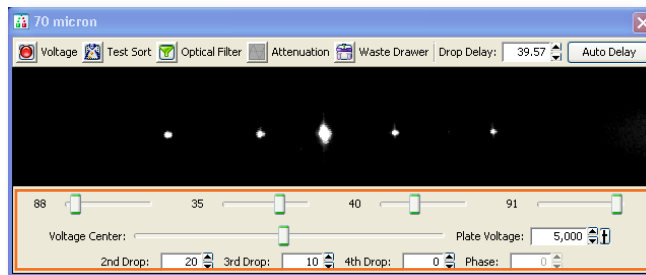 70 micron
Voltage Test Sort Optical Filter Attenuation Waste Drawer Drop Delay: 39.57 Auto Delay
88 35 40 91
Voltage Center: Plate Voltage: 5,000
2nd Drop: 20 3rd Drop: 10 4th Drop: 0 Phase: 0